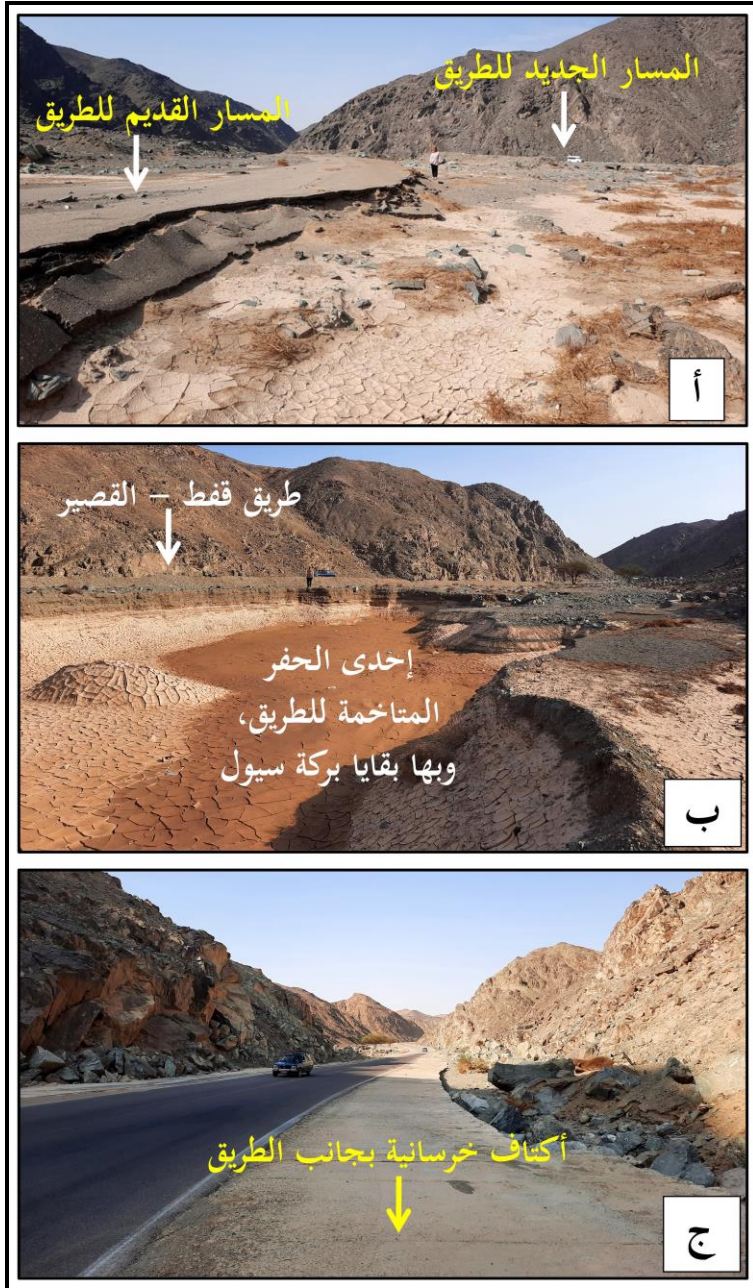 المسار الجديد للطريق
المسار القديم للطريق
أ
طريق قفط – القصير
إحدى الحفر
المتاخمة للطريق،
وبها بقايا بركة سيول
ب
أكتاف خرسانية بجانب الطريق
ج